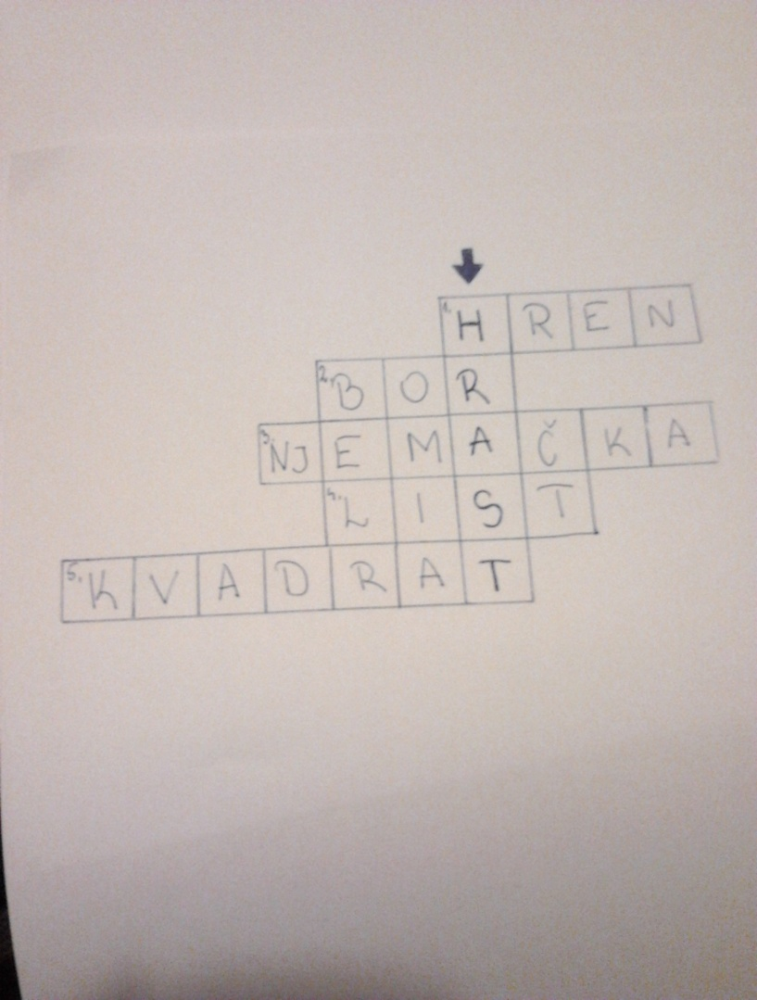 1. HREN
2. BOR
3. NJEMAČKA
4. LIST
5. KVADRAT